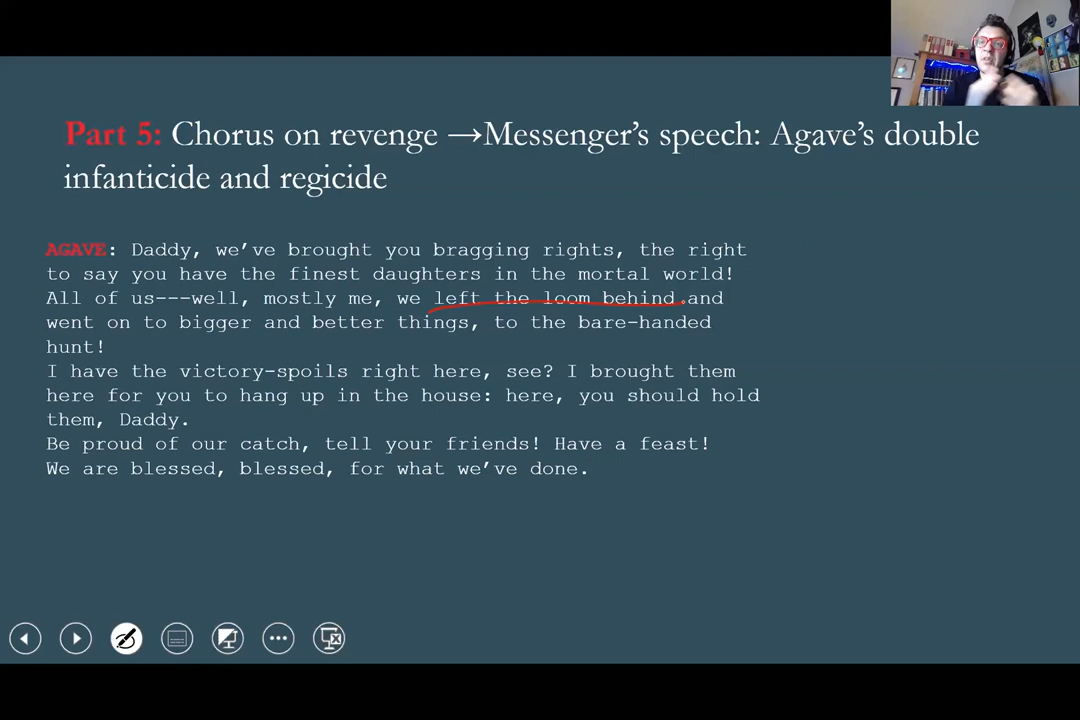 Part 5: Chorus on revenge →Messenger’s speech: Agave’s double
infanticide and regicide
AGAVE: Daddy, we’ve brought you bragging rights, the right
to say you have the finest daughters in the mortal world!
All of us---well, mostly me, we left the loom behind and
went on to bigger and better things, to the bare-handed
hunt!
I have the victory-spoils right here, see? I brought them
here for you to hang up in the house: here, you should hold
them, Daddy.
Be proud of our catch, tell your friends! Have a feast!
We are blessed, blessed, for what we’ve done.